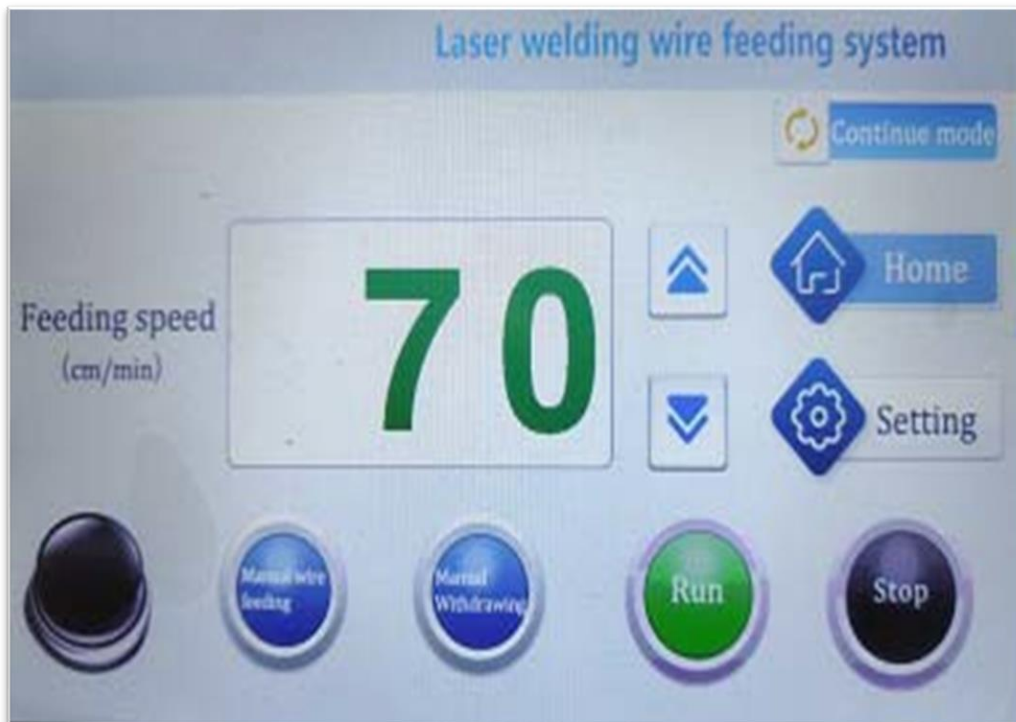 Laser welding wire feeding system
Continue mode
Home
Feeding speed
(cm/min)
70
Setting
Manual wire
feeding
Manual
Withdrawing
Run
Stop